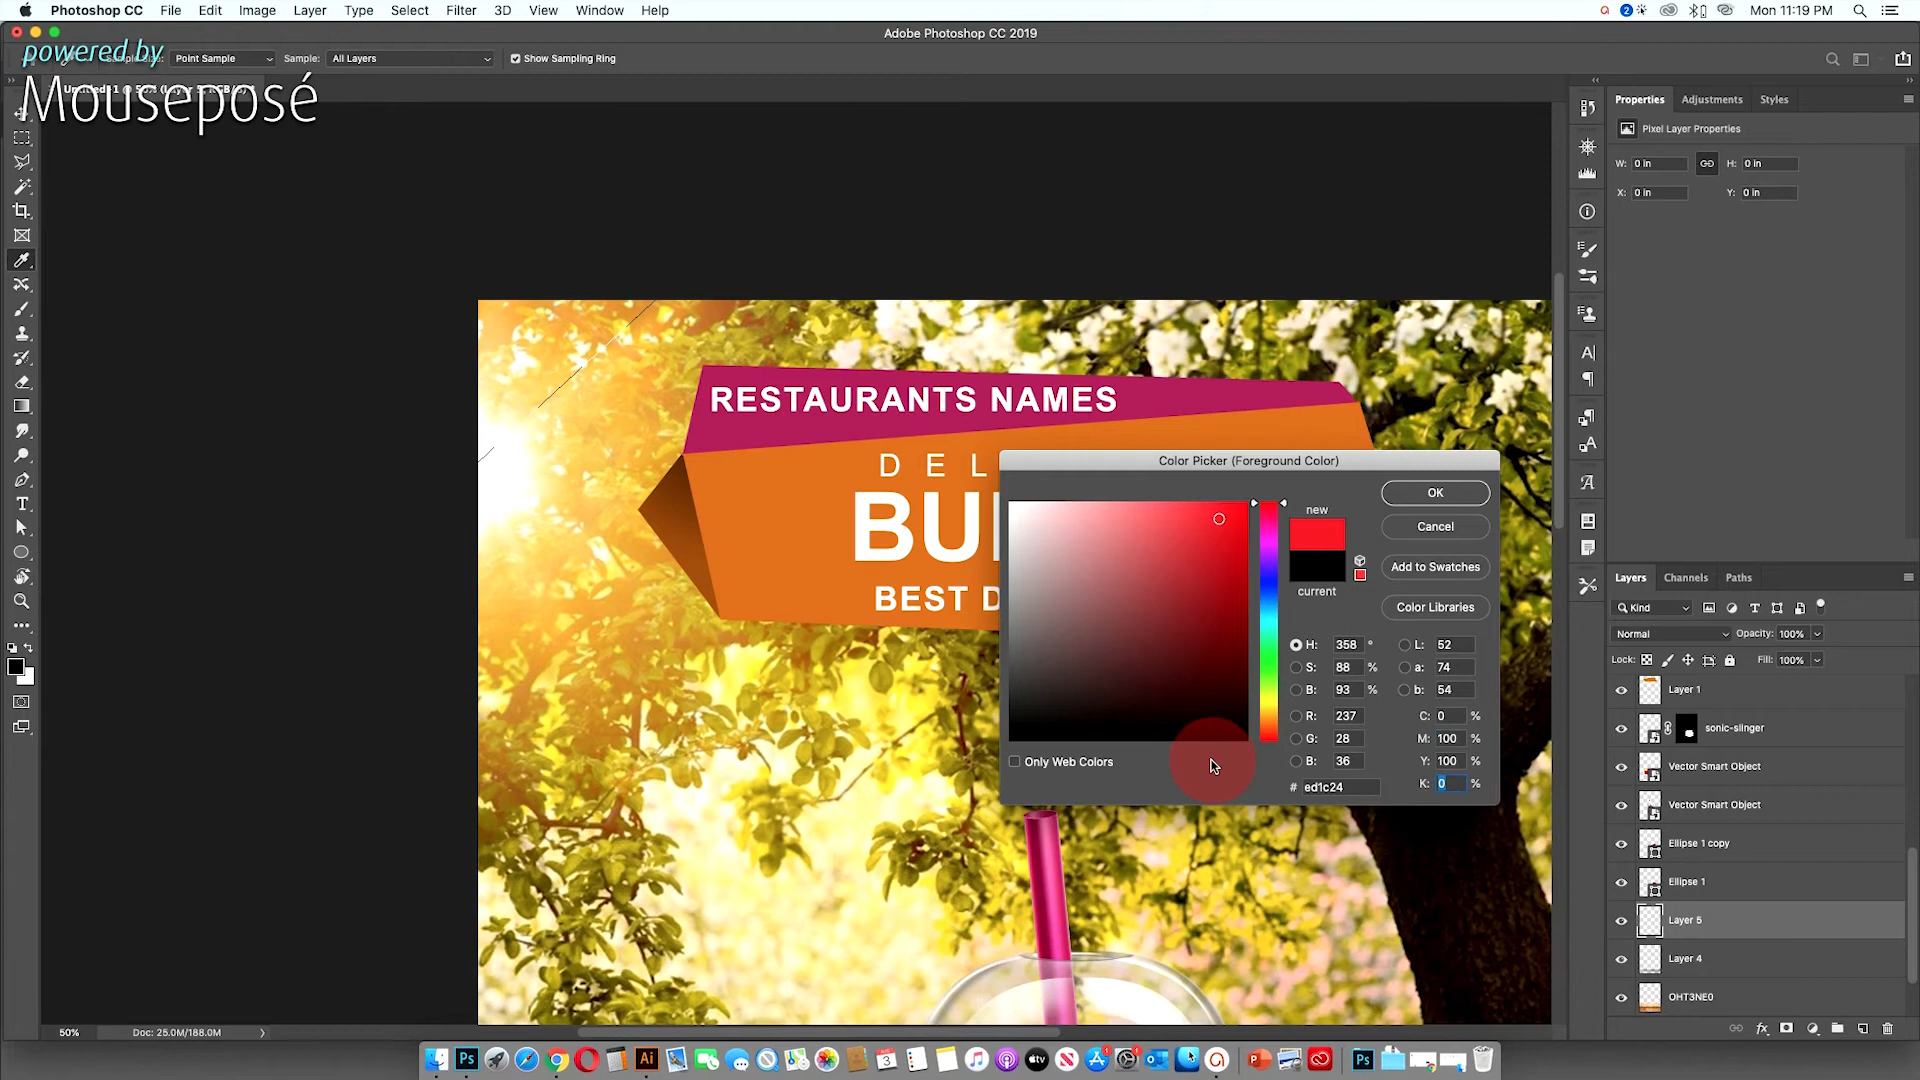 Photoshop CC File Edit Image Layer Type Select Filter 3D View Window Help
2 Mon 11:19 PM
Adobe Photoshop CC 2019
powered by
Mouseposé
Point Sample Sample: All Layers Show Sampling Ring
RESTAURANTS NAMES
D E L
BUI
BEST D
Color Picker (Foreground Color)
new
current
OK
Cancel
Add to Swatches
Color Libraries
H: 358 ° L: 52
S: 88 % a: 74
B: 93 % b: 54
R: 237 C: 0 %
G: 28 M: 100 %
B: 36 Y: 100 %
# ed1c24 K: 0 %
Only Web Colors
Properties Adjustments Styles
Pixel Layer Properties
W: 0 in H: 0 in
X: 0 in Y: 0 in
Layers Channels Paths
Kind
Normal Opacity: 100%
Lock: Fill: 100%
Layer 1
sonic-slinger
Vector Smart Object
Vector Smart Object
Ellipse 1 copy
Ellipse 1
Layer 5
Layer 4
OHT3NE0
50% Doc: 25.0M/188.0M